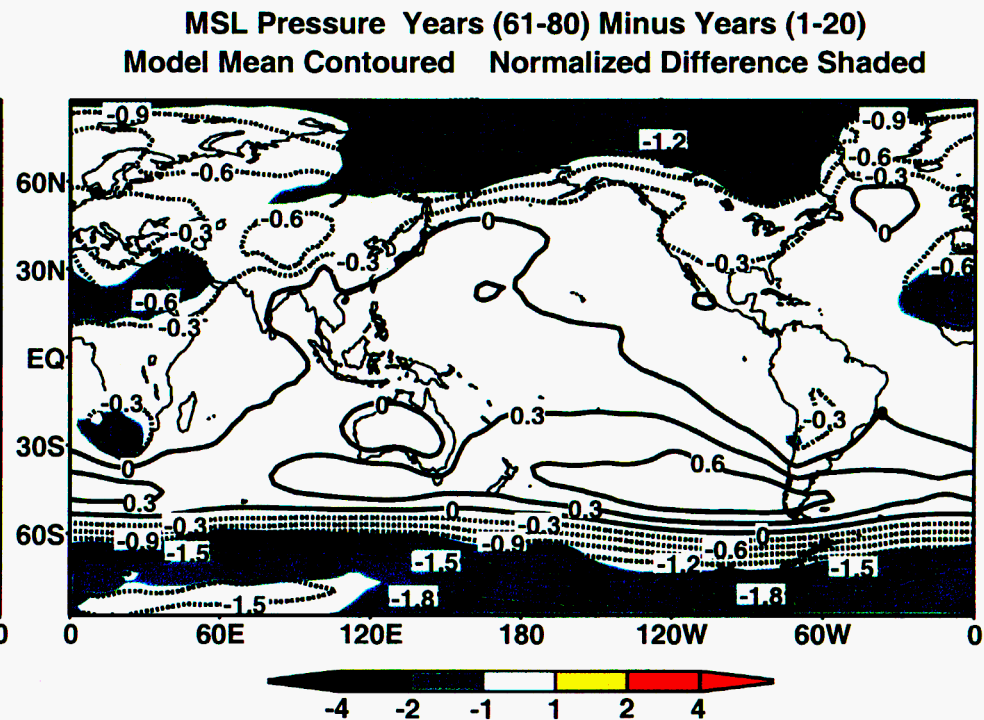 MSL Pressure Years (61-80) Minus Years (1-20)
Model Mean Contoured Normalized Difference Shaded
-0.9 -1.2 -0.9
-0.6 -0.6
-0.3
60N
-0.6 0
-0.3 0
-0.3 -0.3 -0.6
30N
-0.6
-0.3
EQ
-0.3 0 0.3 -0.3
30S
0 0.6
0.3 0 0.3
-0.3 -0.3 0
60S
-0.9 -1.5 -0.9 -0.6
-1.5 -1.2 -1.5
-1.5 -1.8 -1.8
0 0 60E 120E 180 120W 60W 0
-4 -2 -1 1 2 4